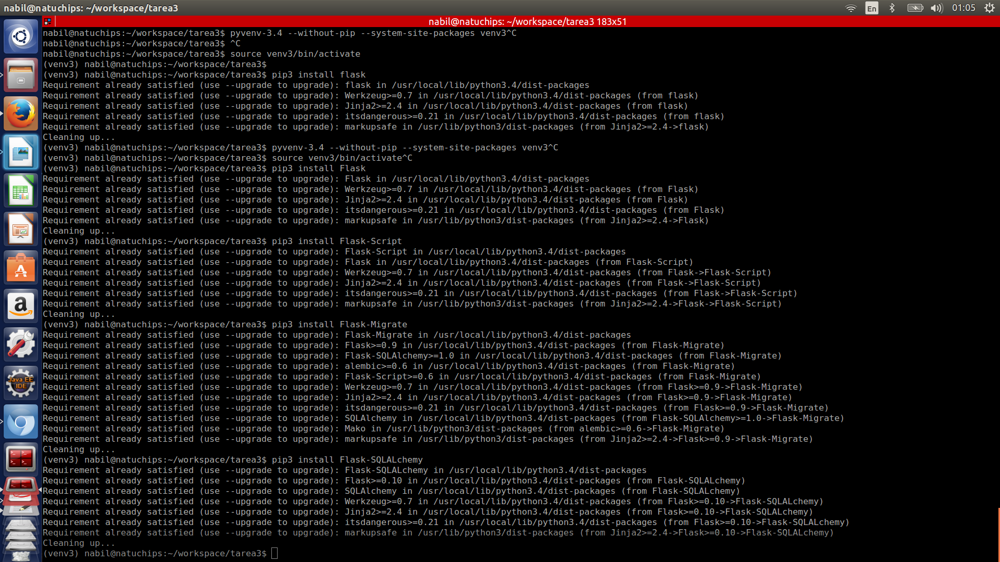 nabil@natuchips: ~/workspace/tarea3
En
01:05
nabil@natuchips: ~/workspace/tarea3 183x51
nabil@natuchips:~/workspace/tarea3$ pyvenv-3.4 --without-pip --system-site-packages venv3^C
nabil@natuchips:~/workspace/tarea3$ ^C
nabil@natuchips:~/workspace/tarea3$ source venv3/bin/activate
(venv3) nabil@natuchips:~/workspace/tarea3$
(venv3) nabil@natuchips:~/workspace/tarea3$ pip3 install flask
Requirement already satisfied (use --upgrade to upgrade): flask in /usr/local/lib/python3.4/dist-packages
Requirement already satisfied (use --upgrade to upgrade): Werkzeug>=0.7 in /usr/local/lib/python3.4/dist-packages (from flask)
Requirement already satisfied (use --upgrade to upgrade): Jinja2>=2.4 in /usr/local/lib/python3.4/dist-packages (from flask)
Requirement already satisfied (use --upgrade to upgrade): itsdangerous>=0.21 in /usr/local/lib/python3.4/dist-packages (from flask)
Requirement already satisfied (use --upgrade to upgrade): markupsafe in /usr/lib/python3/dist-packages (from Jinja2>=2.4->flask)
Cleaning up...
(venv3) nabil@natuchips:~/workspace/tarea3$ pyvenv-3.4 --without-pip --system-site-packages venv3^C
(venv3) nabil@natuchips:~/workspace/tarea3$ source venv3/bin/activate^C
(venv3) nabil@natuchips:~/workspace/tarea3$ pip3 install Flask
Requirement already satisfied (use --upgrade to upgrade): Flask in /usr/local/lib/python3.4/dist-packages
Requirement already satisfied (use --upgrade to upgrade): Werkzeug>=0.7 in /usr/local/lib/python3.4/dist-packages (from Flask)
Requirement already satisfied (use --upgrade to upgrade): Jinja2>=2.4 in /usr/local/lib/python3.4/dist-packages (from Flask)
Requirement already satisfied (use --upgrade to upgrade): itsdangerous>=0.21 in /usr/local/lib/python3.4/dist-packages (from Flask)
Requirement already satisfied (use --upgrade to upgrade): markupsafe in /usr/lib/python3/dist-packages (from Jinja2>=2.4->Flask)
Cleaning up...
(venv3) nabil@natuchips:~/workspace/tarea3$ pip3 install Flask-Script
Requirement already satisfied (use --upgrade to upgrade): Flask-Script in /usr/local/lib/python3.4/dist-packages
Requirement already satisfied (use --upgrade to upgrade): Flask in /usr/local/lib/python3.4/dist-packages (from Flask-Script)
Requirement already satisfied (use --upgrade to upgrade): Werkzeug>=0.7 in /usr/local/lib/python3.4/dist-packages (from Flask->Flask-Script)
Requirement already satisfied (use --upgrade to upgrade): Jinja2>=2.4 in /usr/local/lib/python3.4/dist-packages (from Flask->Flask-Script)
Requirement already satisfied (use --upgrade to upgrade): itsdangerous>=0.21 in /usr/local/lib/python3.4/dist-packages (from Flask->Flask-Script)
Requirement already satisfied (use --upgrade to upgrade): markupsafe in /usr/lib/python3/dist-packages (from Jinja2>=2.4->Flask->Flask-Script)
Cleaning up...
(venv3) nabil@natuchips:~/workspace/tarea3$ pip3 install Flask-Migrate
Requirement already satisfied (use --upgrade to upgrade): Flask-Migrate in /usr/local/lib/python3.4/dist-packages
Requirement already satisfied (use --upgrade to upgrade): Flask>=0.9 in /usr/local/lib/python3.4/dist-packages (from Flask-Migrate)
Requirement already satisfied (use --upgrade to upgrade): Flask-SQLAlchemy>=1.0 in /usr/local/lib/python3.4/dist-packages (from Flask-Migrate)
Requirement already satisfied (use --upgrade to upgrade): alembic>=0.6 in /usr/local/lib/python3.4/dist-packages (from Flask-Migrate)
Requirement already satisfied (use --upgrade to upgrade): Flask-Script>=0.6 in /usr/local/lib/python3.4/dist-packages (from Flask-Migrate)
Requirement already satisfied (use --upgrade to upgrade): Werkzeug>=0.7 in /usr/local/lib/python3.4/dist-packages (from Flask>=0.9->Flask-Migrate)
Requirement already satisfied (use --upgrade to upgrade): Jinja2>=2.4 in /usr/local/lib/python3.4/dist-packages (from Flask>=0.9->Flask-Migrate)
Requirement already satisfied (use --upgrade to upgrade): itsdangerous>=0.21 in /usr/local/lib/python3.4/dist-packages (from Flask>=0.9->Flask-Migrate)
Requirement already satisfied (use --upgrade to upgrade): SQLAlchemy in /usr/local/lib/python3.4/dist-packages (from Flask-SQLAlchemy>=1.0->Flask-Migrate)
Requirement already satisfied (use --upgrade to upgrade): Mako in /usr/lib/python3/dist-packages (from alembic>=0.6->Flask-Migrate)
Requirement already satisfied (use --upgrade to upgrade): markupsafe in /usr/lib/python3/dist-packages (from Jinja2>=2.4->Flask>=0.9->Flask-Migrate)
Cleaning up...
(venv3) nabil@natuchips:~/workspace/tarea3$ pip3 install Flask-SQLALchemy
Requirement already satisfied (use --upgrade to upgrade): Flask-SQLALchemy in /usr/local/lib/python3.4/dist-packages
Requirement already satisfied (use --upgrade to upgrade): Flask>=0.10 in /usr/local/lib/python3.4/dist-packages (from Flask-SQLALchemy)
Requirement already satisfied (use --upgrade to upgrade): SQLAlchemy in /usr/local/lib/python3.4/dist-packages (from Flask-SQLALchemy)
Requirement already satisfied (use --upgrade to upgrade): Werkzeug>=0.7 in /usr/local/lib/python3.4/dist-packages (from Flask>=0.10->Flask-SQLALchemy)
Requirement already satisfied (use --upgrade to upgrade): Jinja2>=2.4 in /usr/local/lib/python3.4/dist-packages (from Flask>=0.10->Flask-SQLALchemy)
Requirement already satisfied (use --upgrade to upgrade): itsdangerous>=0.21 in /usr/local/lib/python3.4/dist-packages (from Flask>=0.10->Flask-SQLALchemy)
Requirement already satisfied (use --upgrade to upgrade): markupsafe in /usr/lib/python3/dist-packages (from Jinja2>=2.4->Flask>=0.10->Flask-SQLALchemy)
Cleaning up...
(venv3) nabil@natuchips:~/workspace/tarea3$
a
Java EE
IDE